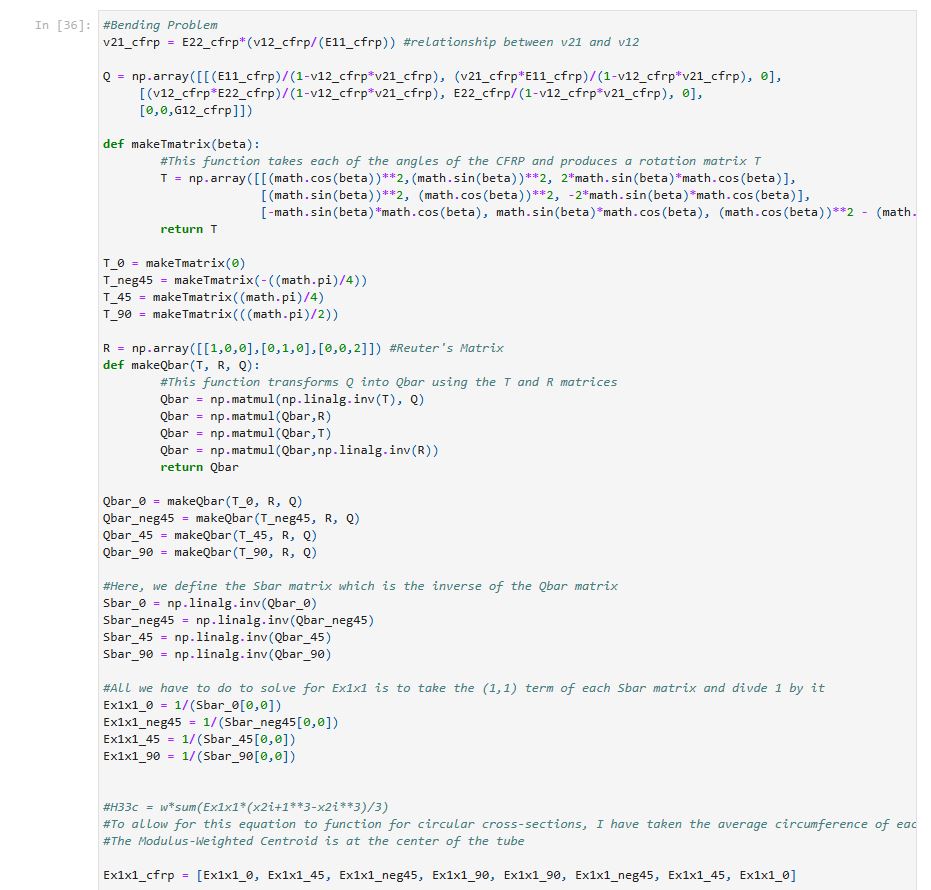 In [36]:
#Bending Problem
v21_cfrp = E22_cfrp*(v12_cfrp/(E11_cfrp)) #relationship between v21 and v12
Q = np.array([[(E11_cfrp)/(1-v12_cfrp*v21_cfrp), (v21_cfrp*E11_cfrp)/(1-v12_cfrp*v21_cfrp), 0],
[(v12_cfrp*E22_cfrp)/(1-v12_cfrp*v21_cfrp), E22_cfrp/(1-v12_cfrp*v21_cfrp), 0],
[0,0,G12_cfrp]])
def makeTmatrix(beta):
#This function takes each of the angles of the CFRP and produces a rotation matrix T
T = np.array([[(math.cos(beta))**2,(math.sin(beta))**2, 2*math.sin(beta)*math.cos(beta)],
[(math.sin(beta))**2, (math.cos(beta))**2, -2*math.sin(beta)*math.cos(beta)],
[-math.sin(beta)*math.cos(beta), math.sin(beta)*math.cos(beta), (math.cos(beta))**2 - (math.
return T
T_0 = makeTmatrix(0)
T_neg45 = makeTmatrix(-((math.pi)/4))
T_45 = makeTmatrix((math.pi)/4)
T_90 = makeTmatrix(((math.pi)/2))
R = np.array([[1,0,0],[0,1,0],[0,0,2]]) #Reuter's Matrix
def makeQbar(T, R, Q):
#This function transforms Q into Qbar using the T and R matrices
Qbar = np.matmul(np.linalg.inv(T), Q)
Qbar = np.matmul(Qbar,R)
Qbar = np.matmul(Qbar,T)
Qbar = np.matmul(Qbar,np.linalg.inv(R))
return Qbar
Qbar_0 = makeQbar(T_0, R, Q)
Qbar_neg45 = makeQbar(T_neg45, R, Q)
Qbar_45 = makeQbar(T_45, R, Q)
Qbar_90 = makeQbar(T_90, R, Q)
#Here, we define the Sbar matrix which is the inverse of the Qbar matrix
Sbar_0 = np.linalg.inv(Qbar_0)
Sbar_neg45 = np.linalg.inv(Qbar_neg45)
Sbar_45 = np.linalg.inv(Qbar_45)
Sbar_90 = np.linalg.inv(Qbar_90)
#All we have to do to solve for Ex1x1 is to take the (1,1) term of each Sbar matrix and divde 1 by it
Ex1x1_0 = 1/(Sbar_0[0,0])
Ex1x1_neg45 = 1/(Sbar_neg45[0,0])
Ex1x1_45 = 1/(Sbar_45[0,0])
Ex1x1_90 = 1/(Sbar_90[0,0])
#H33c = w*sum(Ex1x1*(x2i+1**3-x2i**3)/3)
#To allow for this equation to function for circular cross-sections, I have taken the average circumference of eac
#The Modulus-Weighted Centroid is at the center of the tube
Ex1x1_cfrp = [Ex1x1_0, Ex1x1_45, Ex1x1_neg45, Ex1x1_90, Ex1x1_90, Ex1x1_neg45, Ex1x1_45, Ex1x1_0]